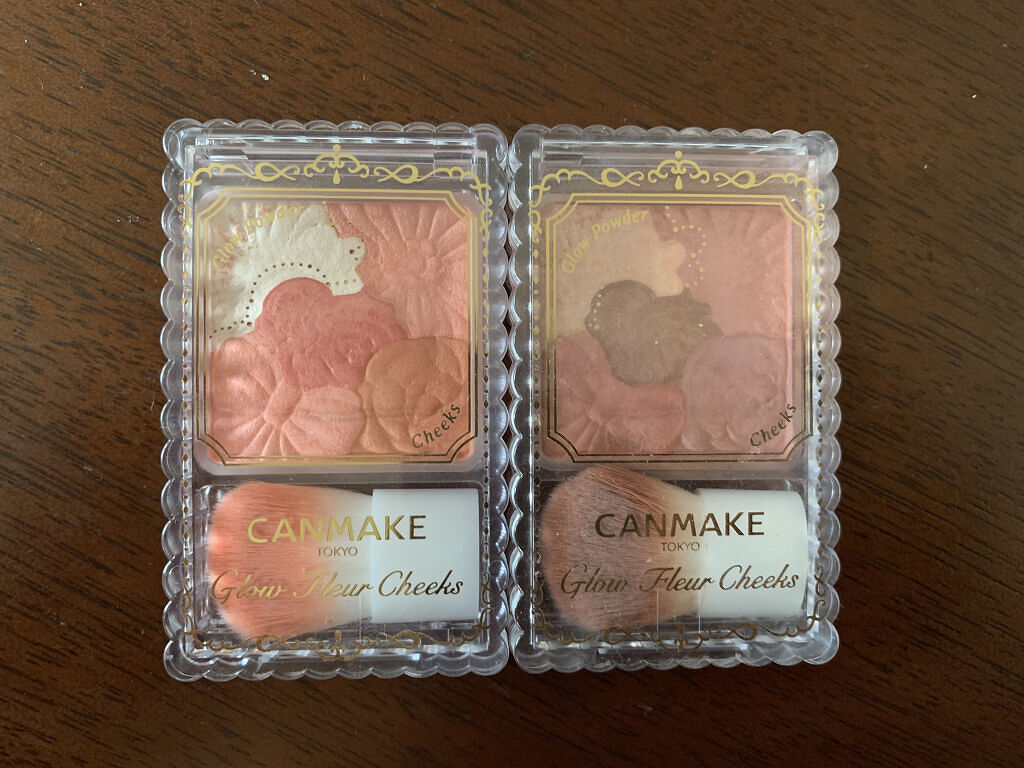 Glow Powder
Cheeks
CANMAKE
TOKYO
Glow Fleur Cheeks
Glow Powder
Cheeks
CANMAKE
TOKYO
Glow Fleur Cheeks